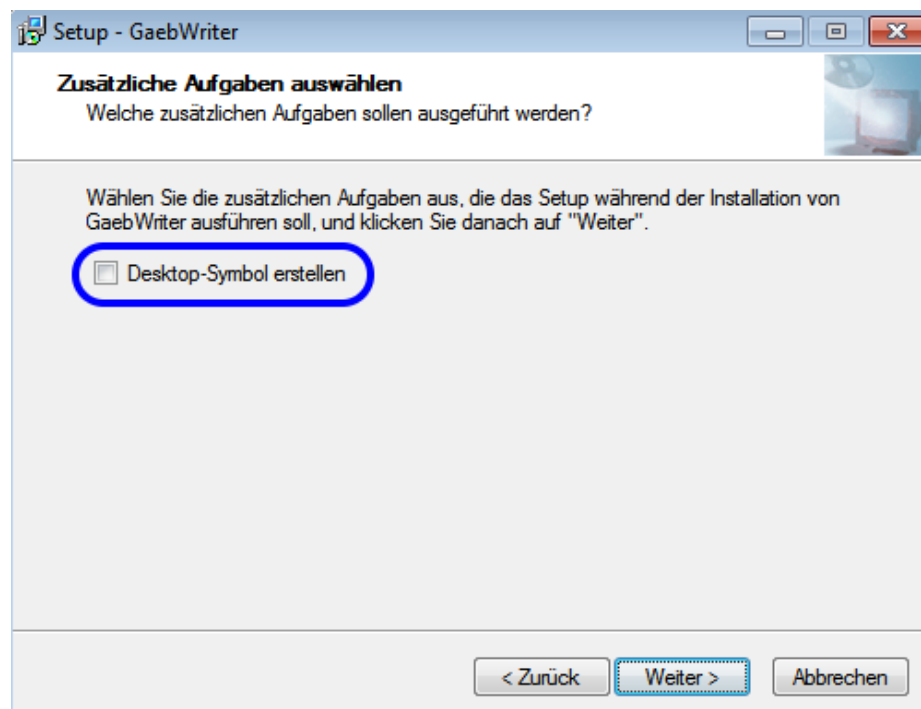 Setup - GaebWriter
Zusätzliche Aufgaben auswählen
Welche zusätzlichen Aufgaben sollen ausgeführt werden?
Wählen Sie die zusätzlichen Aufgaben aus, die das Setup während der Installation von
GaebWriter ausführen soll, und klicken Sie danach auf "Weiter".
Desktop-Symbol erstellen
< Zurück Weiter > Abbrechen